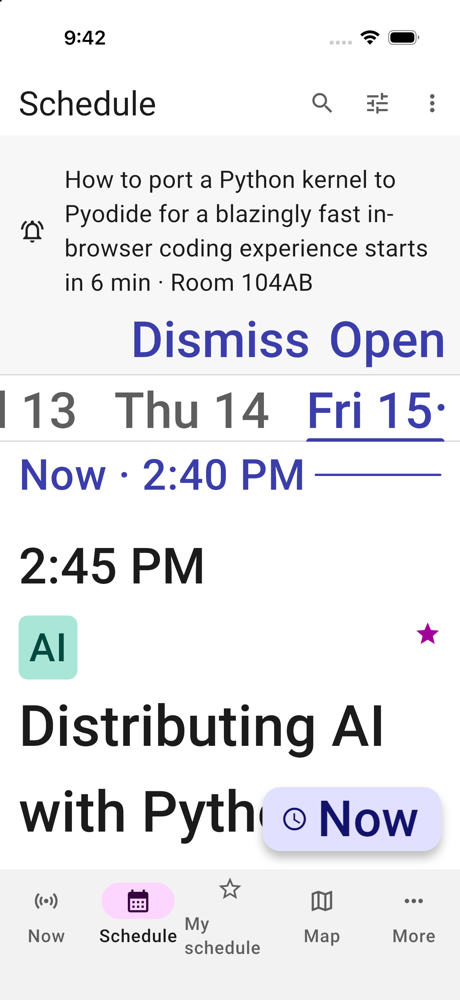 9:42
Schedule
How to port a Python kernel to
Pyodide for a blazingly fast in-
browser coding experience starts
in 6 min · Room 104AB
Dismiss Open
13 Thu 14 Fri 15·
Now · 2:40 PM
2:45 PM
AI
Distributing AI
with Pyth
Now
Now
Schedule
My
schedule
Map
More